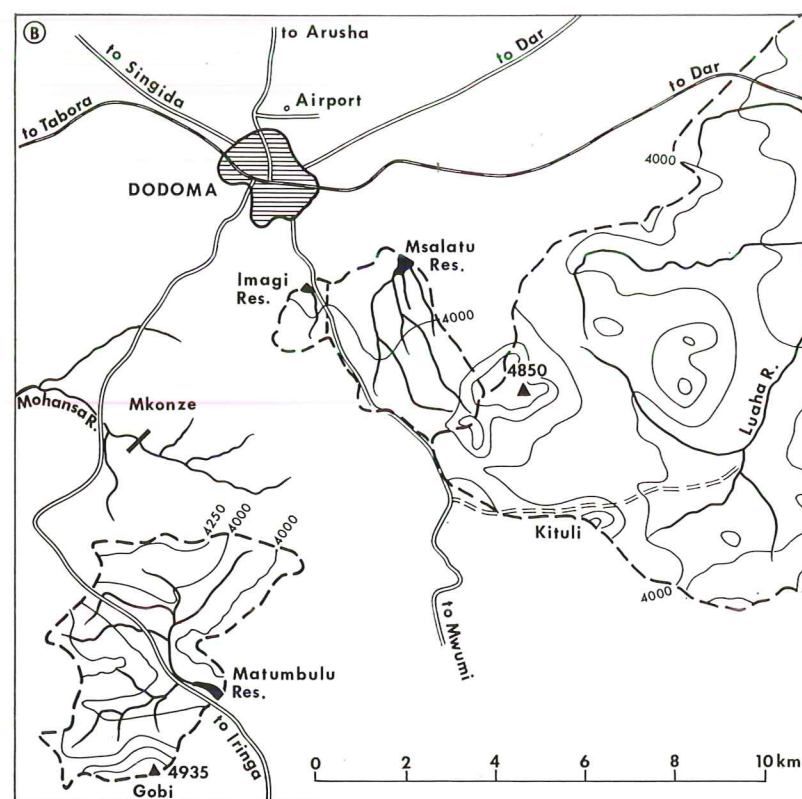 B
to Arusha
to Singida
to Dar
Airport
to Dar
to Tabora
4000
DODOMA
Msalatu
Res.
Imagi
Res.
4000
4850
Mohansa R.
Mkonze
Luaha R.
4250
4000
4000
Kituli
4000
to Mwumi
Matumbulu
Res.
to Iringa
4935
Gobi
0 2 4 6 8 10 km